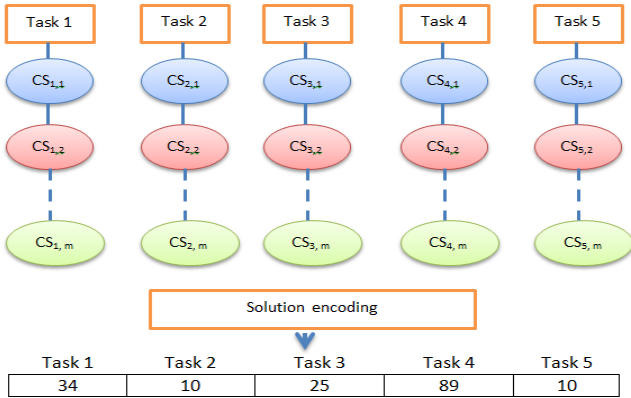 Task 1 Task 2 Task 3 Task 4 Task 5
CS1,1 CS2,1 CS3,1 CS4,1 CS5,1
CS1,2 CS2,2 CS3,2 CS4,2 CS5,2
CS1, m CS2, m CS3, m CS4, m CS5, m
Solution encoding
Task 1 Task 2 Task 3 Task 4 Task 5
34 10 25 89 10